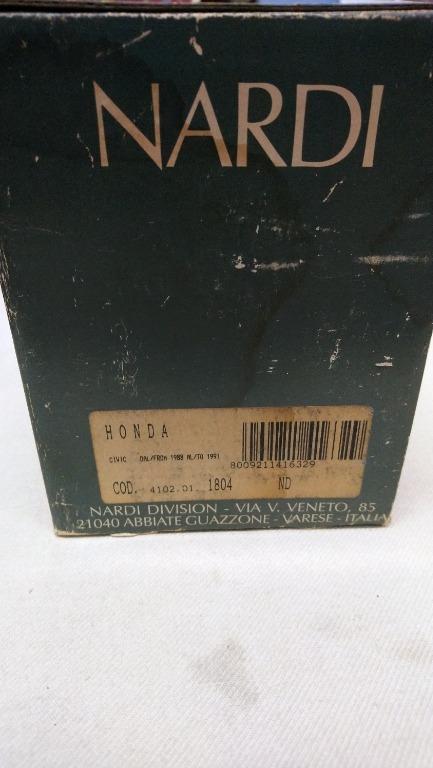 NARDI
HONDA
CIVIC DAL/FROM 1988 AL/TO 1991
8009211416329
COD. 4102.01 1804 ND
NARDI DIVISION - VIA V. VENETO, 85
21040 ABBIATE GUAZZONE - VARESE - ITALIA